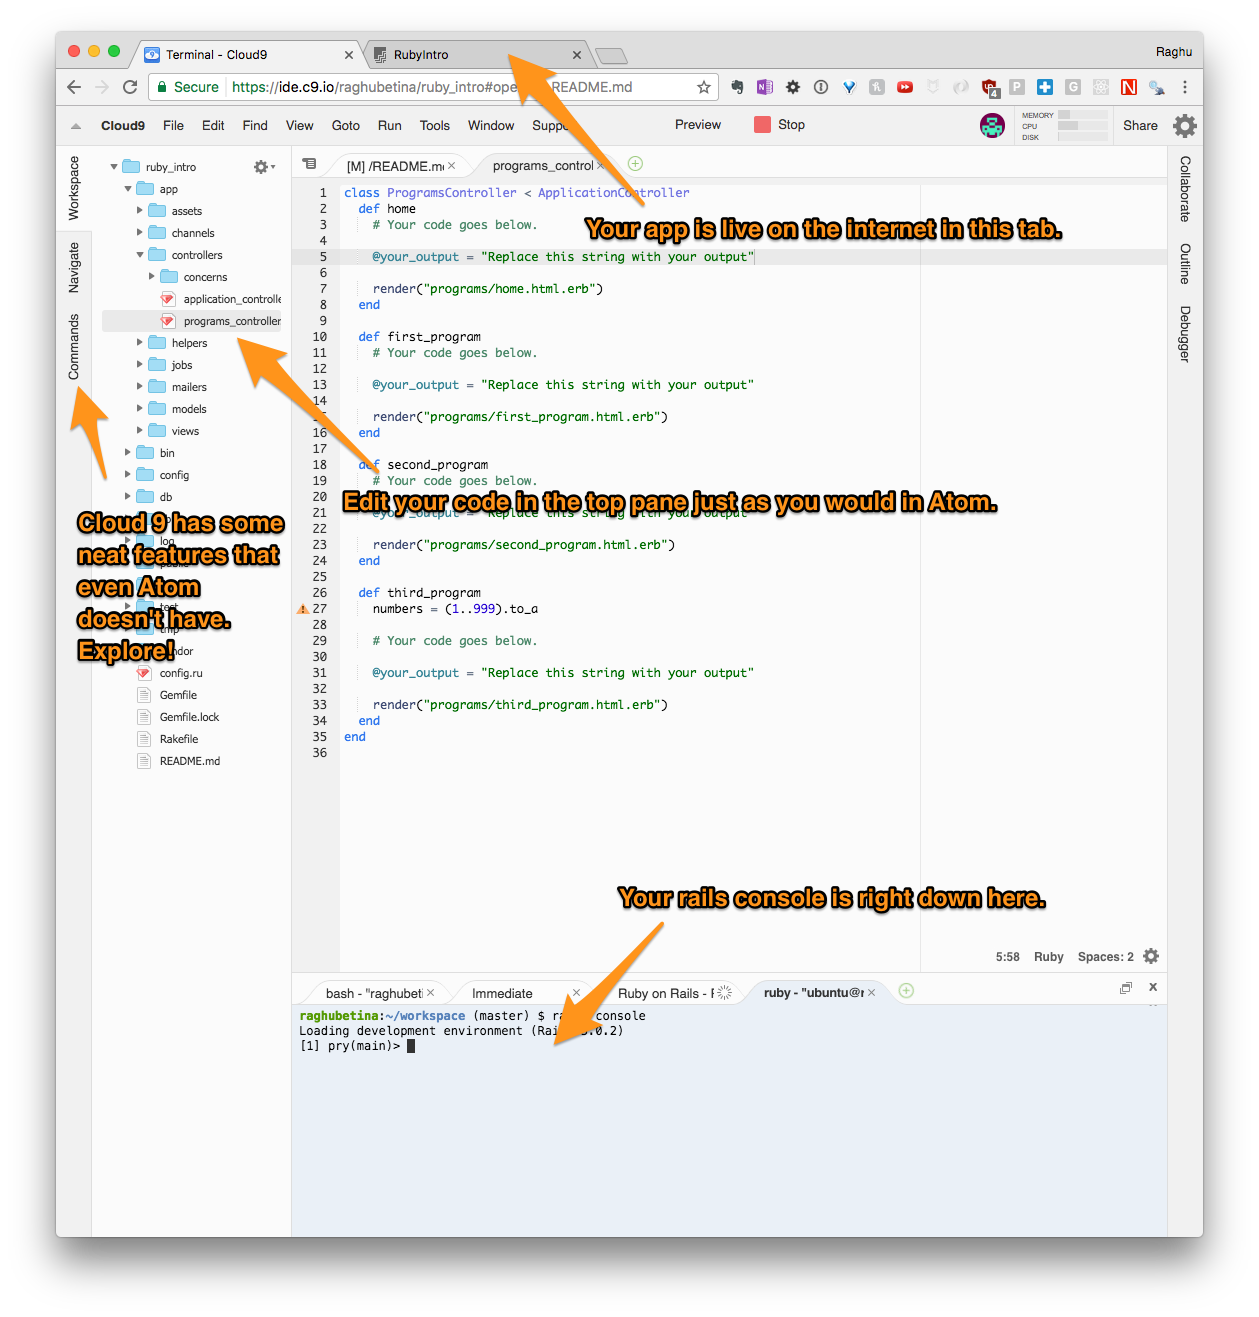 Terminal - Cloud9
RubyIntro
Raghu
Secure https://ide.c9.io/raghubetina/ruby_intro#ope README.md
4
Cloud9 File Edit Find View Goto Run Tools Window Preview Stop
MEMORY
CPU
DISK
Share
Workspace
Navigate
Commands
Collaborate
Outline
Debugger
ruby_intro
app
assets
channels
controllers
concerns
application_controlle
programs_controller
helpers
jobs
mailers
models
views
bin
config
db
log
test
tmp
config.ru
Gemfile
Gemfile.lock
Rakefile
README.md
[M] /README.m
programs_control
1 class ProgramsController < ApplicationController
2 def home
3 # Your code goes below.
4
5 @your_output = "Replace this string with your output"
6
7 render("programs/home.html.erb")
8 end
9
10 def first_program
11 # Your code goes below.
12
13 @your_output = "Replace this string with your output"
14
render("programs/first_program.html.erb")
16 end
17
18 def second_program
19 # Your code goes below.
20
21 @your_output = "Replace this string with your output"
22
23 render("programs/second_program.html.erb")
24 end
25
26 def third_program
27 numbers = (1..999).to_a
28
29 # Your code goes below.
30
31 @your_output = "Replace this string with your output"
32
33 render("programs/third_program.html.erb")
34 end
35 end
36
Your app is live on the internet in this tab.
Edit your code in the top pane just as you would in Atom.
Cloud 9 has some
neat features that
even Atom
doesn't have.
Explore!
Your rails console is right down here.
5:58 Ruby Spaces: 2
bash - "raghubeti
Immediate
Ruby on Rails - F
ruby - "ubuntu@r
raghubetina:~/workspace (master) $ console
Loading development environment (Rai .0.2)
[1] pry(main)>